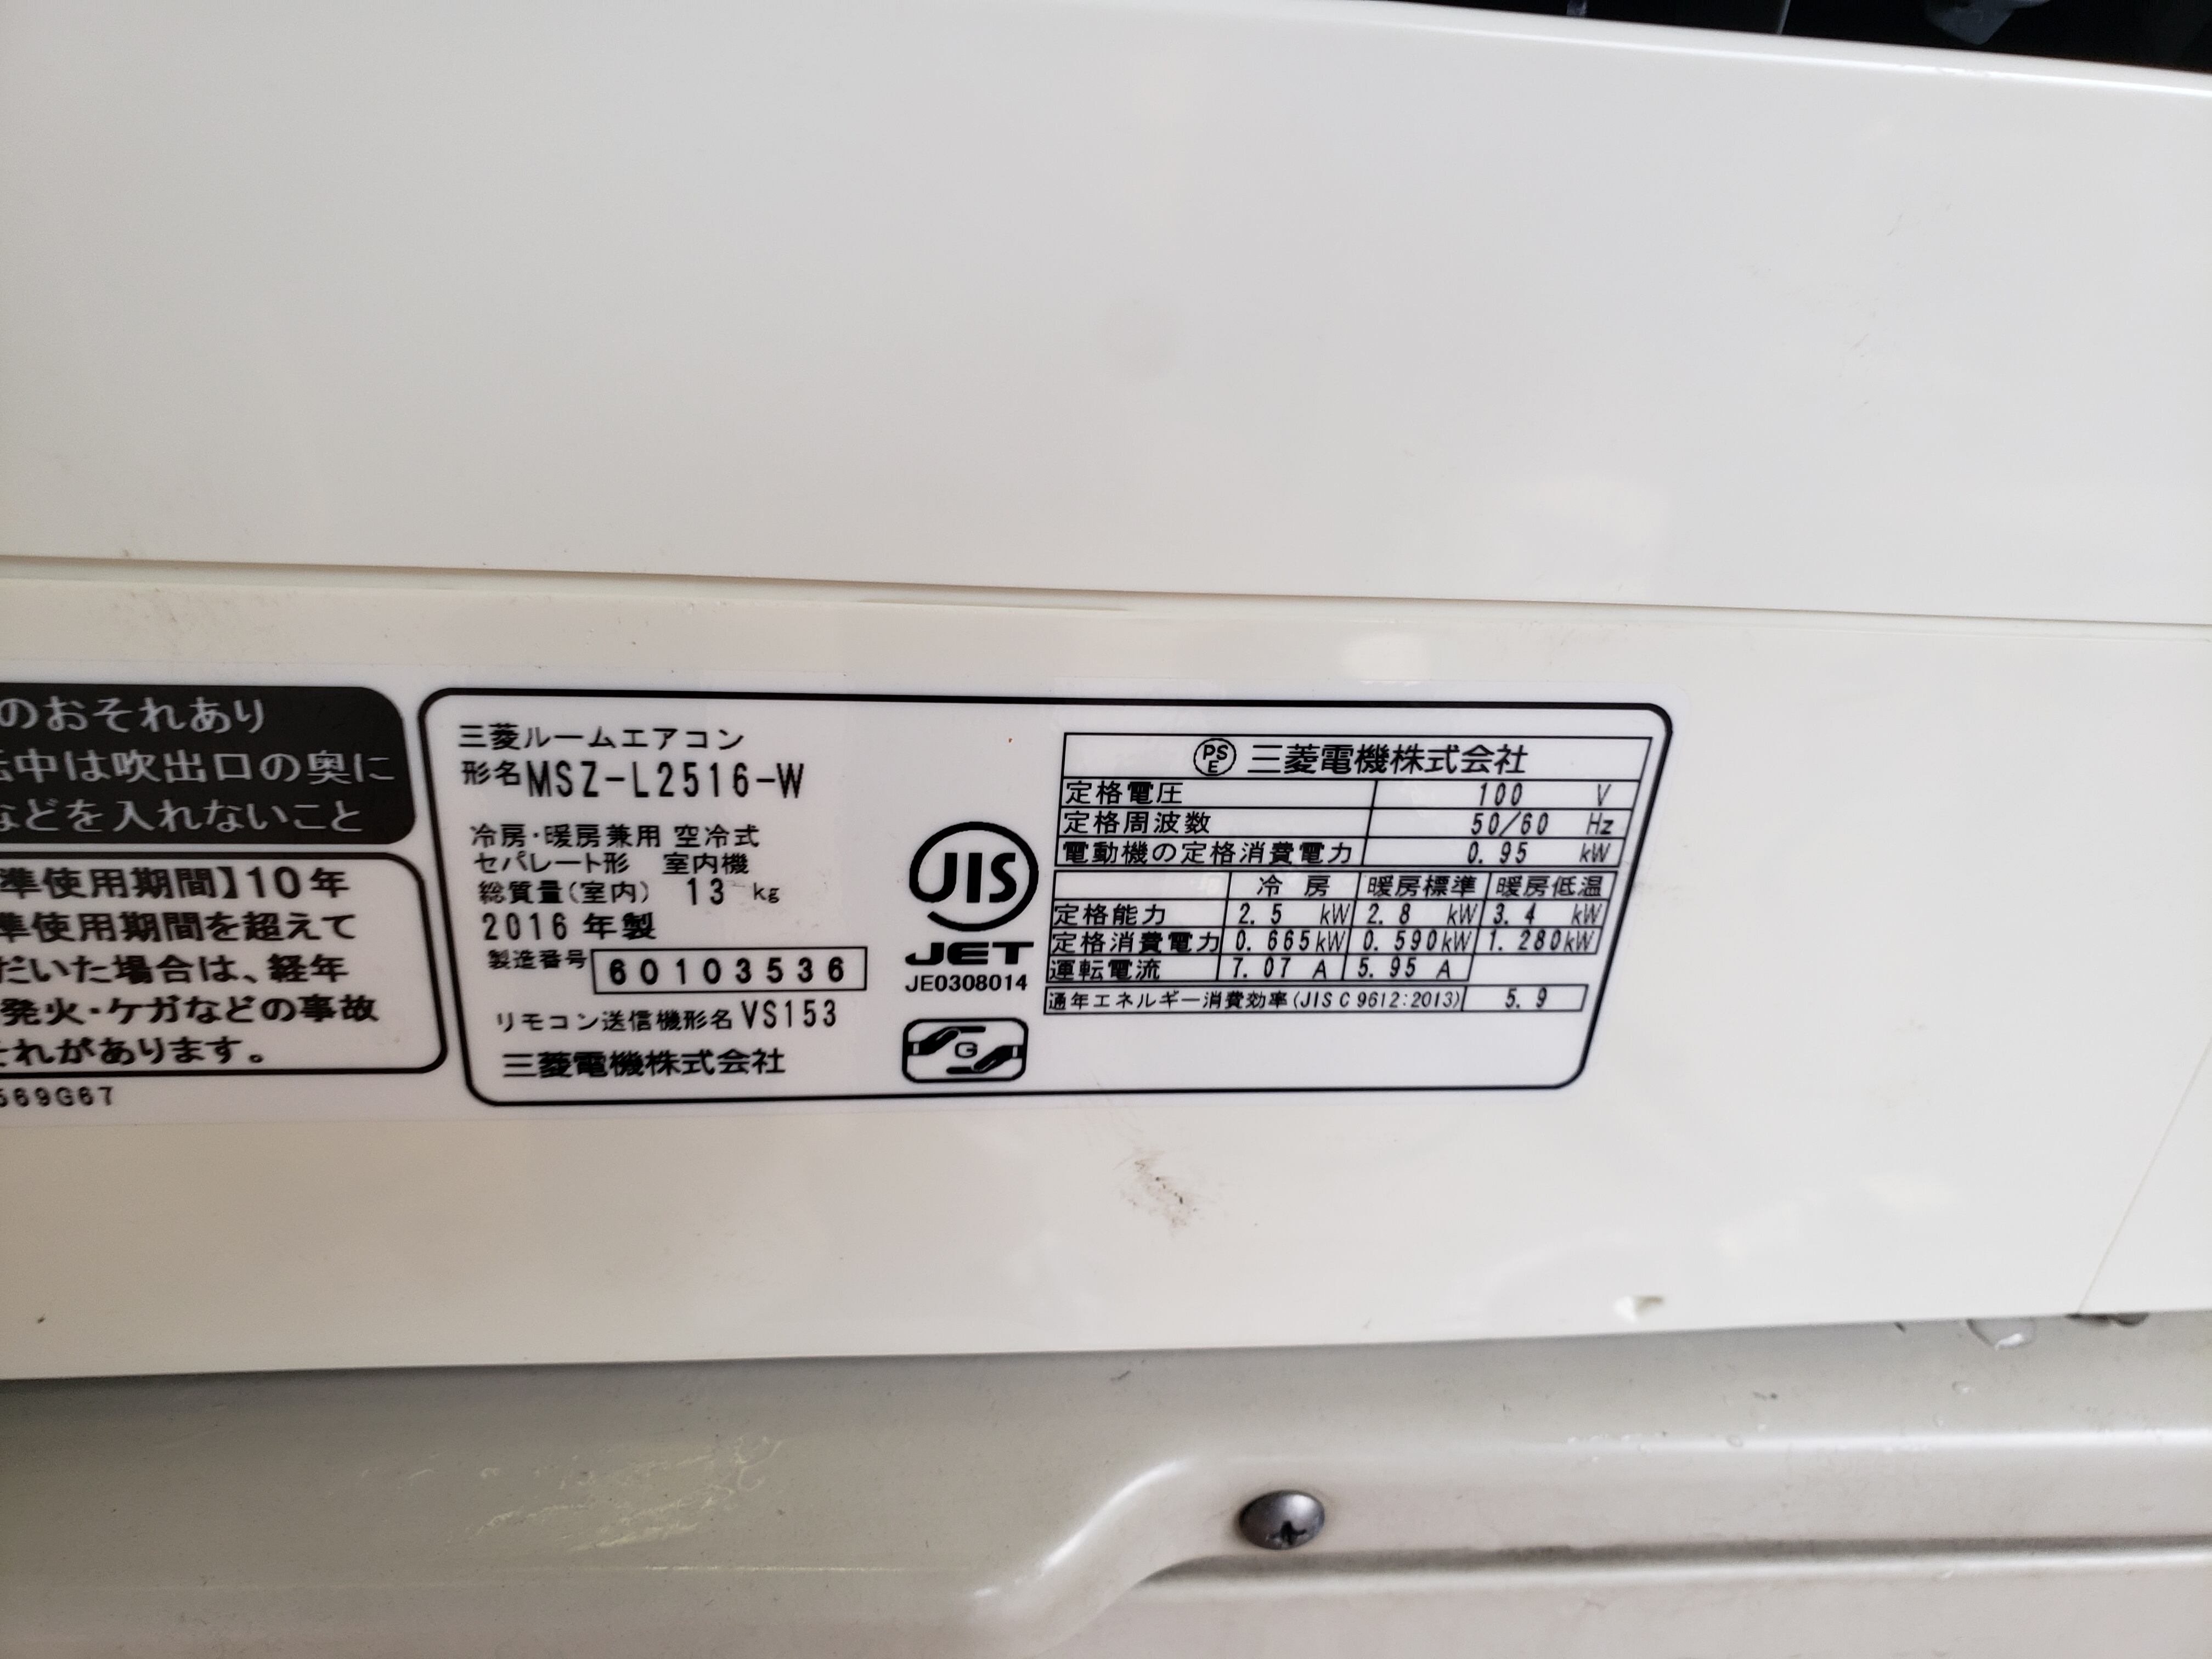 のおそれあり
中は吹出口の奥に
などを入れないこと
準使用期間】10年
準使用期間を超えて
だいた場合は、経年
発火・ケガなどの事故
それがあります。
569G67
三菱ルームエアコン
形名 MSZ-L2516-W
冷房・暖房兼用 空冷式
セパレート形 室内機
総質量(室内) 13 kg
2016年製
製造番号 60103536
リモコン送信機形名 VS153
三菱電機株式会社
JIS
JET
JE0308014
G
PS
E
三菱電機株式会社
定格電圧 100 V
定格周波数 50/60 Hz
電動機の定格消費電力 0.95 kW
冷房 暖房標準 暖房低温
定格能力 2.5 kW 2.8 kW 3.4 kW
定格消費電力 0.665kW 0.590kW 1.280kW
運転電流 7.07 A 5.95 A
通年エネルギー消費効率(JIS C 9612:2013) 5.9